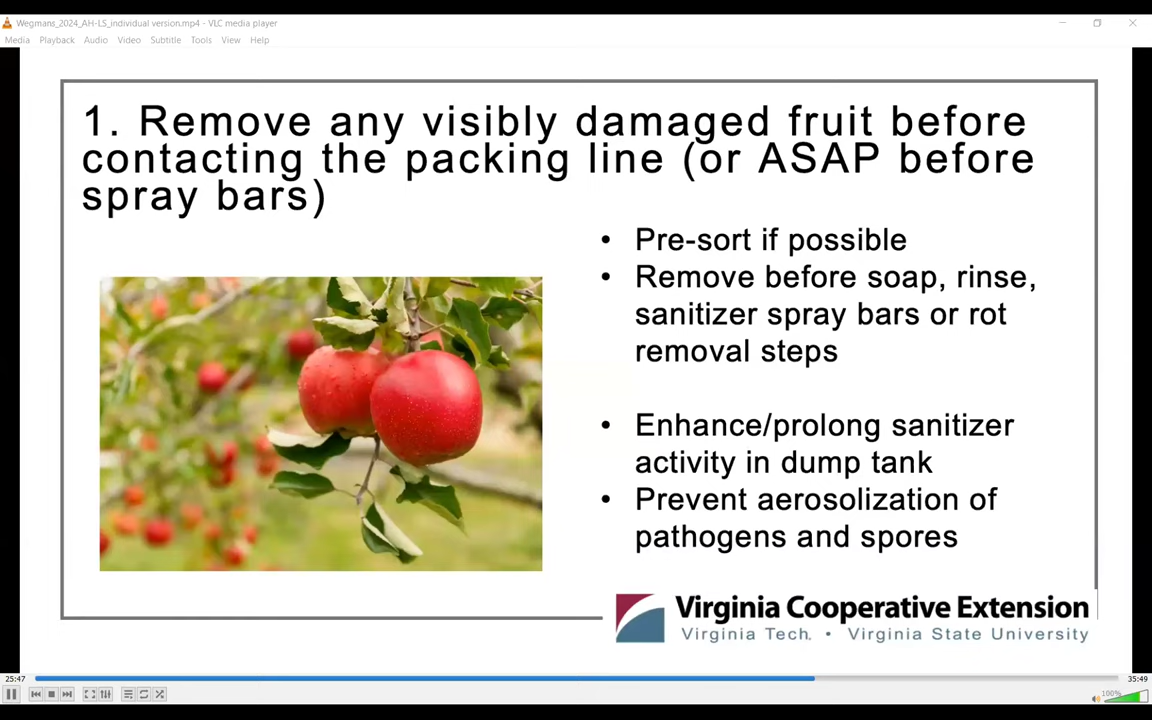 Wegmans_2024_AH-LS_individual version.mp4 - VLC media player
Media Playback Audio Video Subtitle Tools View Help
1. Remove any visibly damaged fruit before
contacting the packing line (or ASAP before
spray bars)
• Pre-sort if possible
• Remove before soap, rinse,
sanitizer spray bars or rot
removal steps
• Enhance/prolong sanitizer
activity in dump tank
• Prevent aerosolization of
pathogens and spores
Virginia Cooperative Extension
Virginia Tech. • Virginia State University
25:47
35:49
100%